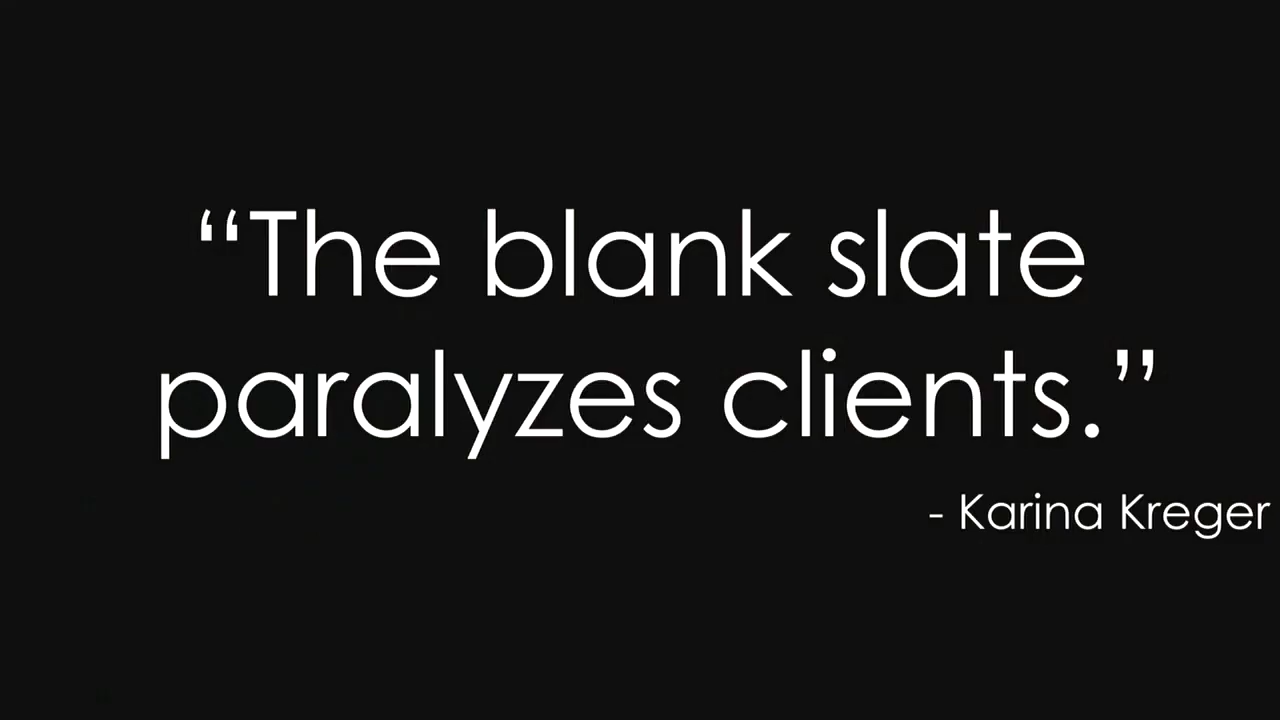 “The blank slate
paralyzes clients.”
- Karina Kreger